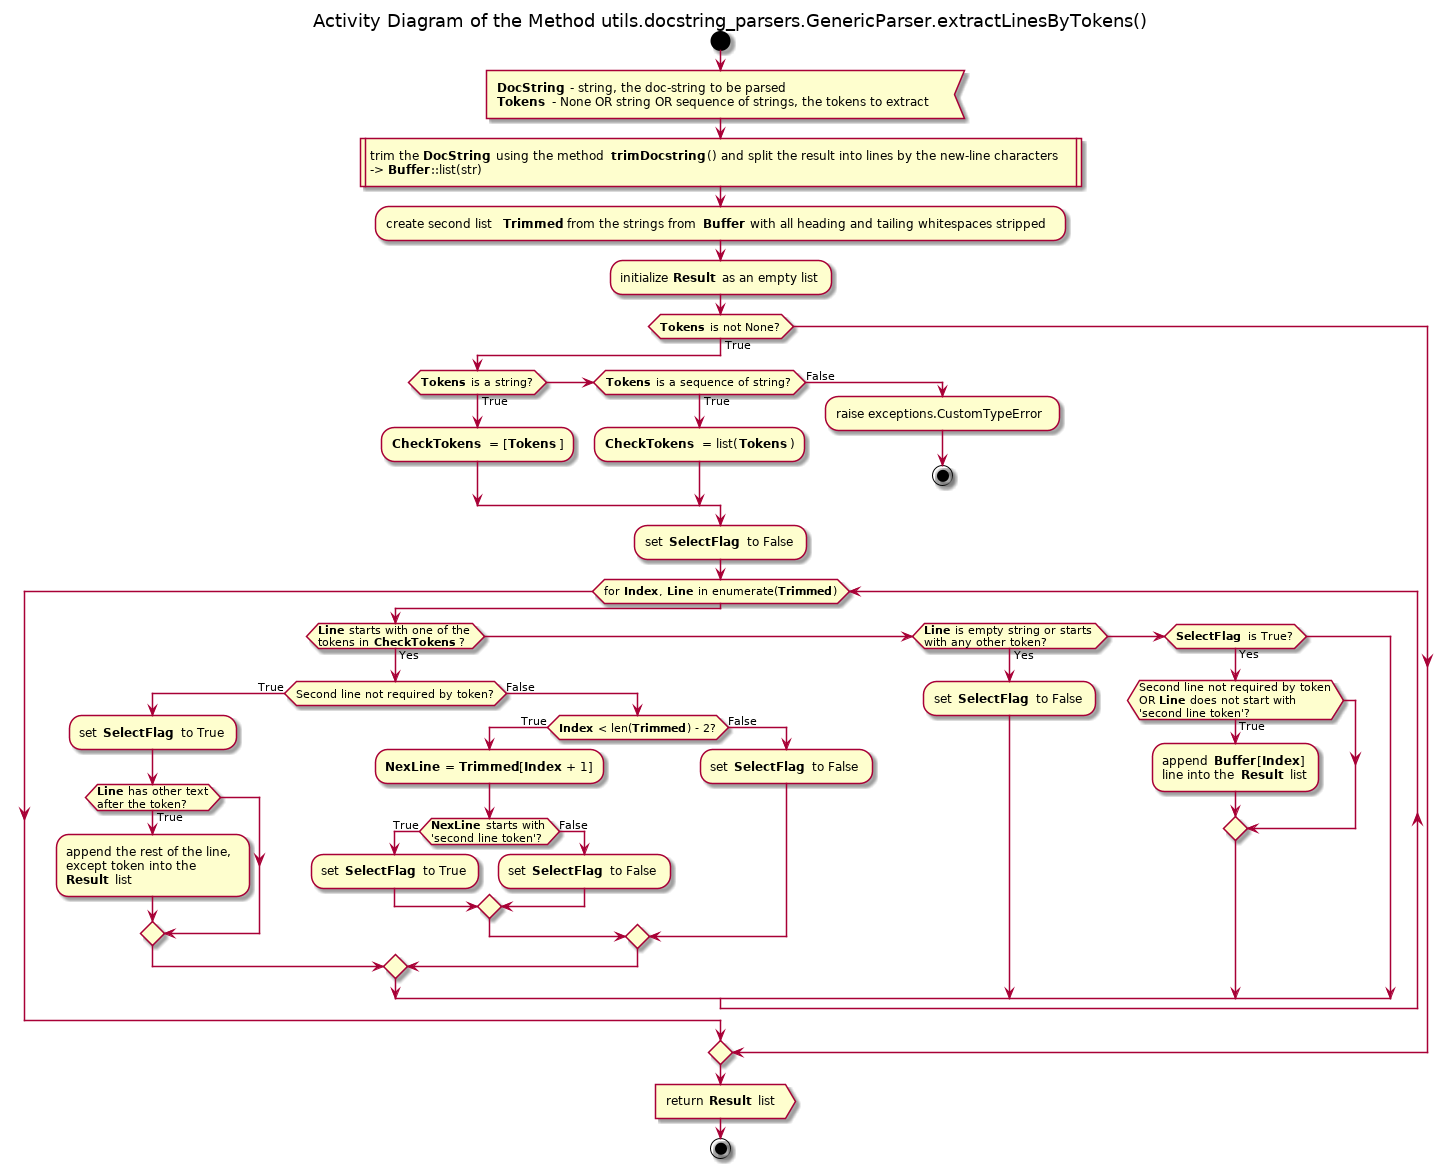 Activity Diagram of the Method utils.docstring_parsers.GenericParser.extractLinesByTokens()
DocString - string, the doc-string to be parsed
Tokens - None OR string OR sequence of strings, the tokens to extract
trim the DocString using the method trimDocstring() and split the result into lines by the new-line characters
-> Buffer::list(str)
create second list Trimmed from the strings from Buffer with all heading and tailing whitespaces stripped
initialize Result as an empty list
Tokens is not None?
True
Tokens is a string?
True
Tokens is a sequence of string?
True
False
raise exceptions.CustomTypeError
CheckTokens = [Tokens]
CheckTokens = list(Tokens)
set SelectFlag to False
for Index, Line in enumerate(Trimmed)
Line starts with one of the
tokens in CheckTokens?
Yes
Line is empty string or starts
with any other token?
Yes
SelectFlag is True?
Yes
True
Second line not required by token?
False
set SelectFlag to True
Line has other text
after the token?
True
append the rest of the line,
except token into the
Result list
True
Index < len(Trimmed) - 2?
False
NexLine = Trimmed[Index + 1]
set SelectFlag to False
True
NexLine starts with
'second line token'?
False
set SelectFlag to True
set SelectFlag to False
set SelectFlag to False
Second line not required by token
OR Line does not start with
'second line token'?
True
append Buffer[Index]
line into the Result list
return Result list